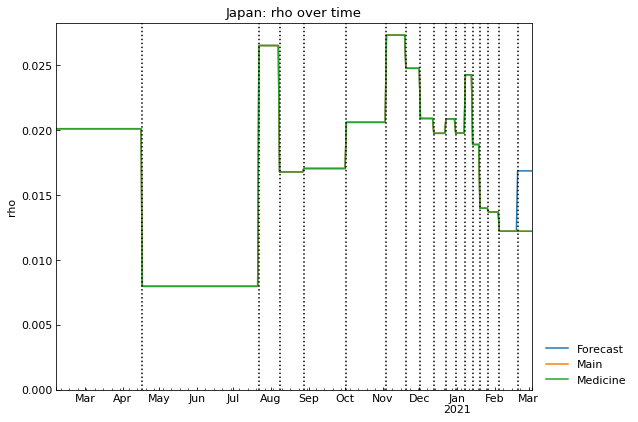 Japan: rho over time
rho
0.025
0.020
0.015
0.010
0.005
0.000
Mar Apr May Jun Jul Aug Sep Oct Nov Dec Jan Feb Mar
2021
Forecast
Main
Medicine